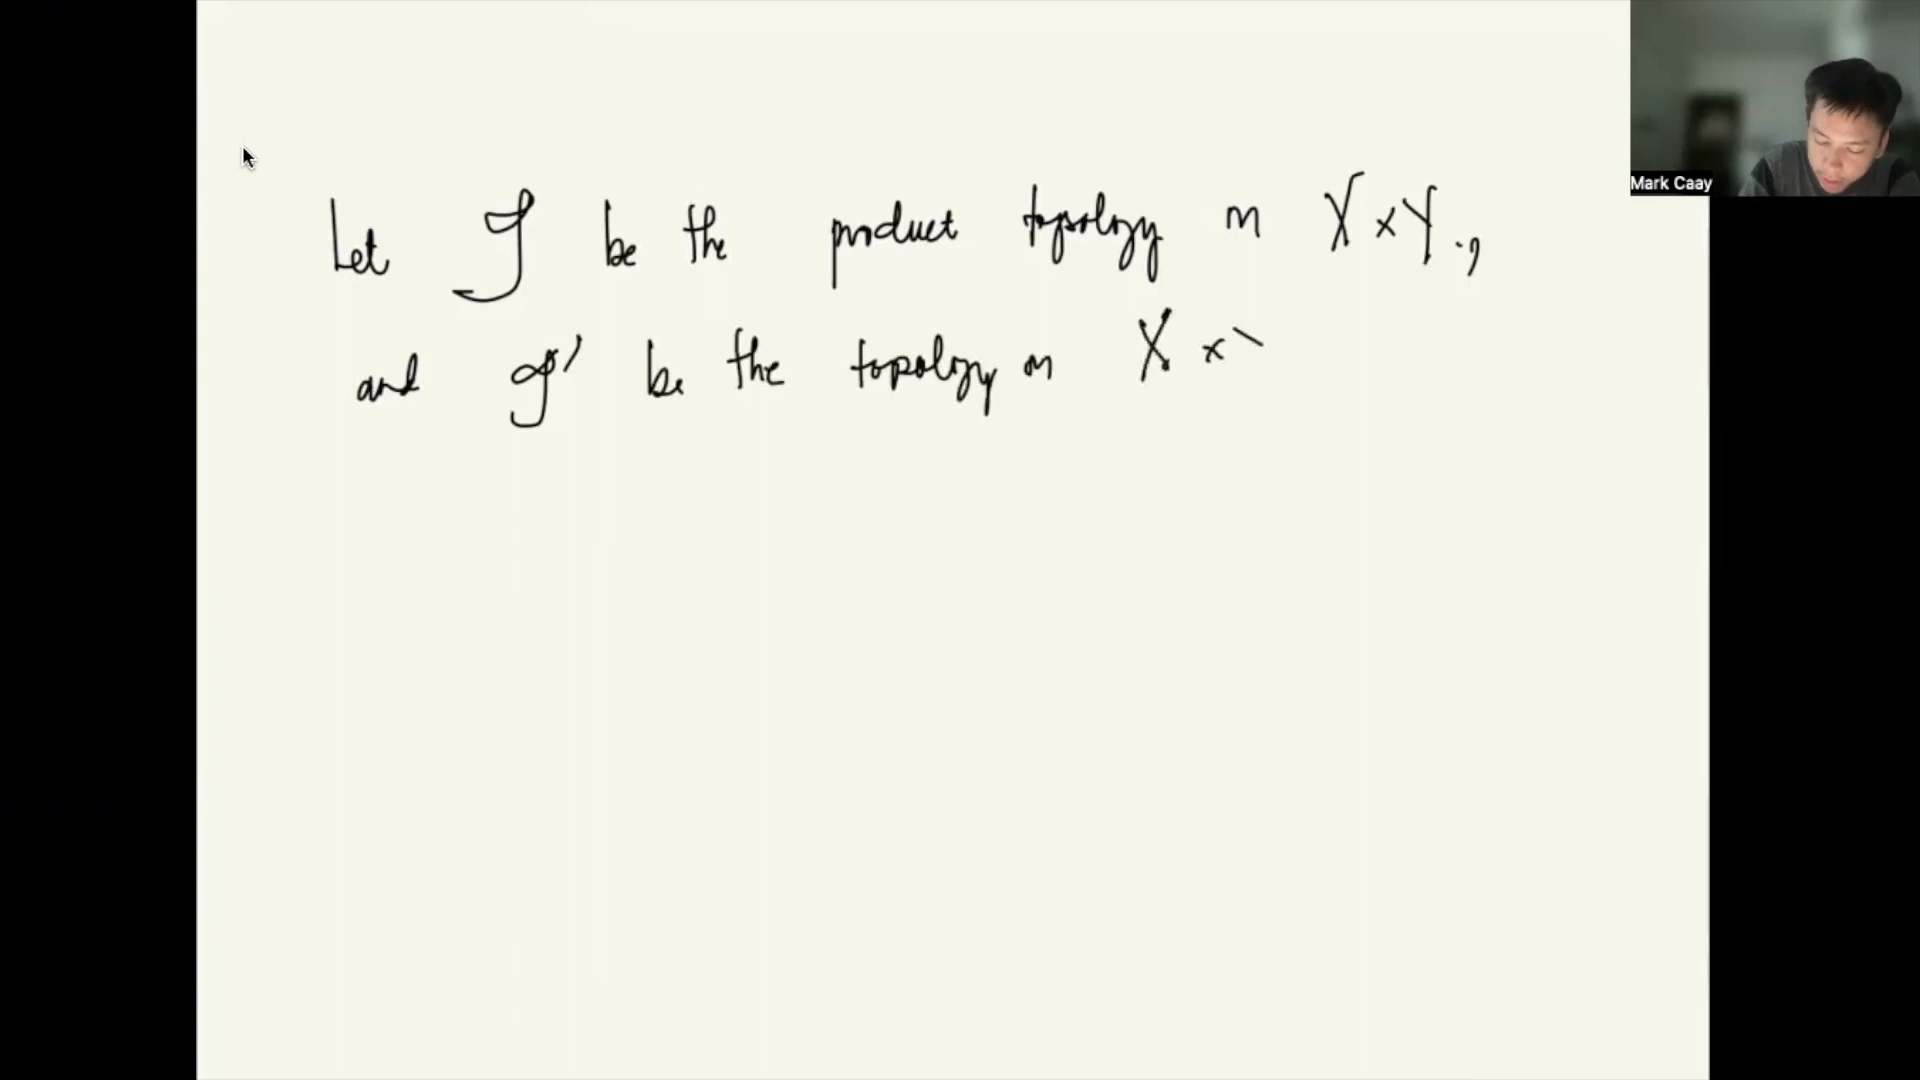 Mark Caay
Let 𝒯 be the product topology on X × Y.,
and 𝒯' be the topology on X ×